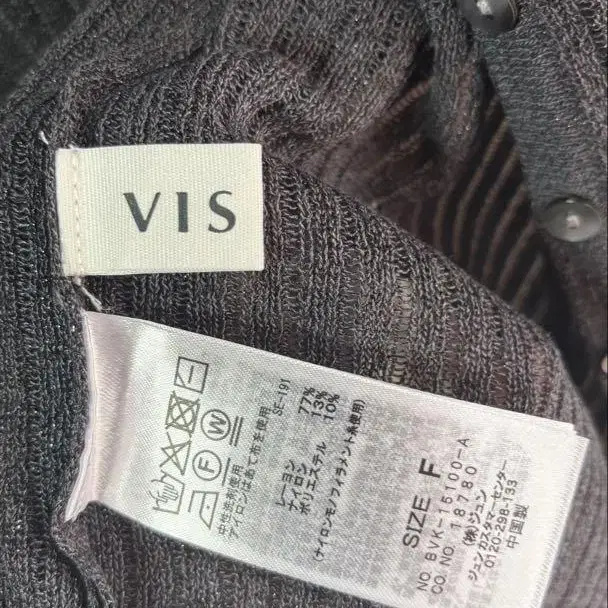 VIS
中性洗剤使用
アイロンはあて布を使用
SE-191
レーヨン 77%
ナイロン 13%
ポリエステル 10%
(ナイロンモノフィラメント糸使用)
SIZE F
NO. BVK-15100-A
CO. NO. 18780
(株)ジュン
ジュンカスタマーセンター
0120-298-133
中国製